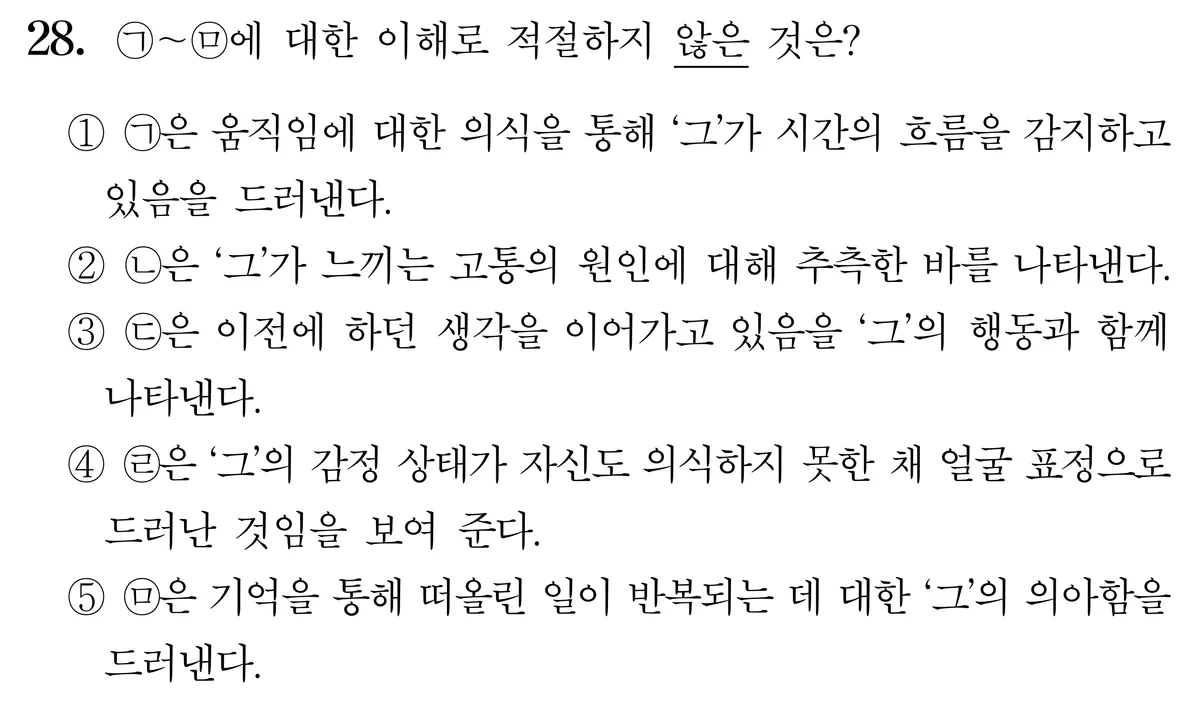 28. ㉠~㉤에 대한 이해로 적절하지 않은 것은?
① ㉠은 움직임에 대한 의식을 통해 ‘그’가 시간의 흐름을 감지하고
있음을 드러낸다.
② ㉡은 ‘그’가 느끼는 고통의 원인에 대해 추측한 바를 나타낸다.
③ ㉢은 이전에 하던 생각을 이어가고 있음을 ‘그’의 행동과 함께
나타낸다.
④ ㉣은 ‘그’의 감정 상태가 자신도 의식하지 못한 채 얼굴 표정으로
드러난 것임을 보여 준다.
⑤ ㉤은 기억을 통해 떠올린 일이 반복되는 데 대한 ‘그’의 의아함을
드러낸다.